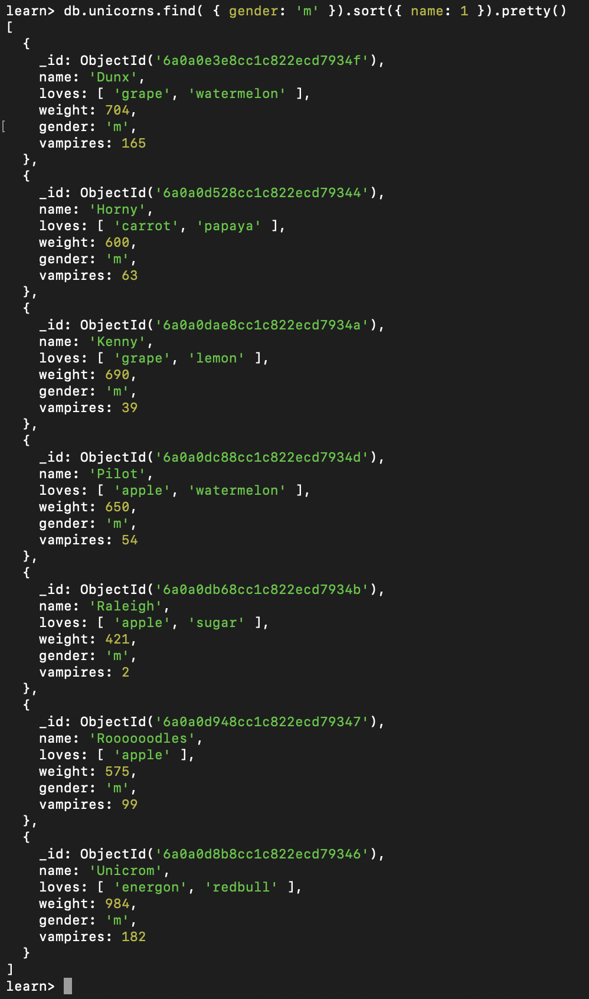 learn> db.unicorns.find( { gender: 'm' }).sort({ name: 1 }).pretty()
[
  {
    _id: ObjectId('6a0a0e3e8cc1c822ecd7934f'),
    name: 'Dunx',
    loves: [ 'grape', 'watermelon' ],
    weight: 704,
[   gender: 'm',
    vampires: 165
  },
  {
    _id: ObjectId('6a0a0d528cc1c822ecd79344'),
    name: 'Horny',
    loves: [ 'carrot', 'papaya' ],
    weight: 600,
    gender: 'm',
    vampires: 63
  },
  {
    _id: ObjectId('6a0a0dae8cc1c822ecd7934a'),
    name: 'Kenny',
    loves: [ 'grape', 'lemon' ],
    weight: 690,
    gender: 'm',
    vampires: 39
  },
  {
    _id: ObjectId('6a0a0dc88cc1c822ecd7934d'),
    name: 'Pilot',
    loves: [ 'apple', 'watermelon' ],
    weight: 650,
    gender: 'm',
    vampires: 54
  },
  {
    _id: ObjectId('6a0a0db68cc1c822ecd7934b'),
    name: 'Raleigh',
    loves: [ 'apple', 'sugar' ],
    weight: 421,
    gender: 'm',
    vampires: 2
  },
  {
    _id: ObjectId('6a0a0d948cc1c822ecd79347'),
    name: 'Roooooodles',
    loves: [ 'apple' ],
    weight: 575,
    gender: 'm',
    vampires: 99
  },
  {
    _id: ObjectId('6a0a0d8b8cc1c822ecd79346'),
    name: 'Unicrom',
    loves: [ 'energon', 'redbull' ],
    weight: 984,
    gender: 'm',
    vampires: 182
  }
]
learn>